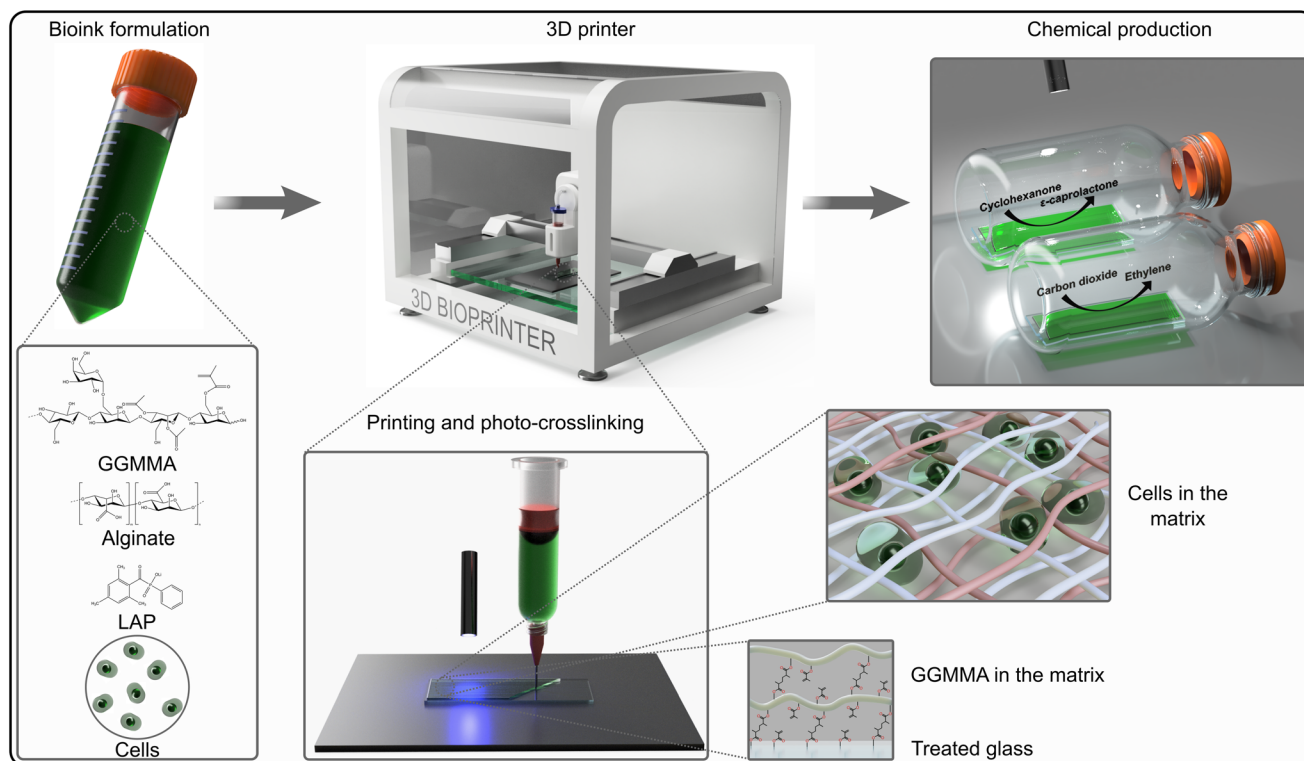 Bioink formulation
3D printer
Chemical production
Cyclohexanone
ε-caprolactone
Carbon dioxide
Ethylene
3D BIOPRINTER
GGMMA
Alginate
LAP
Cells
Printing and photo-crosslinking
Cells in the
matrix
GGMMA in the matrix
Treated glass